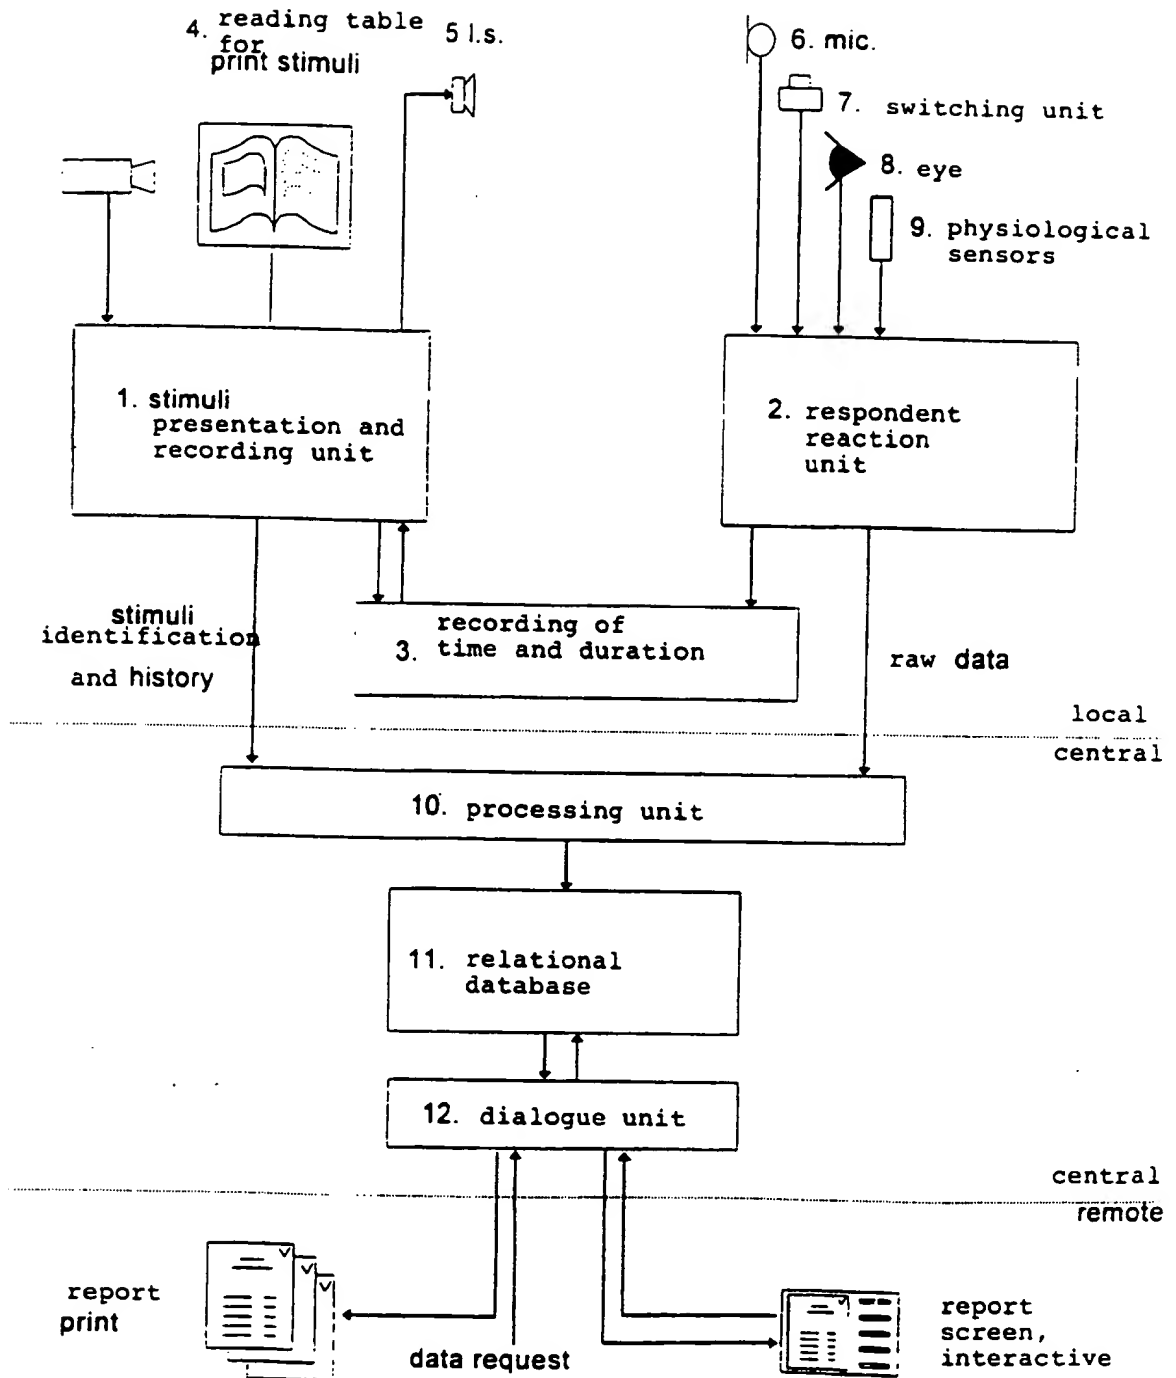 4. reading table
for
print stimuli
5 l.s.
6. mic.
7. switching unit
8. eye
9. physiological
sensors
1. stimuli
presentation and
recording unit
2. respondent
reaction
unit
stimuli
identification
and history
3. recording of
time and duration
raw data
local
central
10. processing unit
11. relational
database
12. dialogue unit
central
remote
report
print
data request
report
screen,
interactive